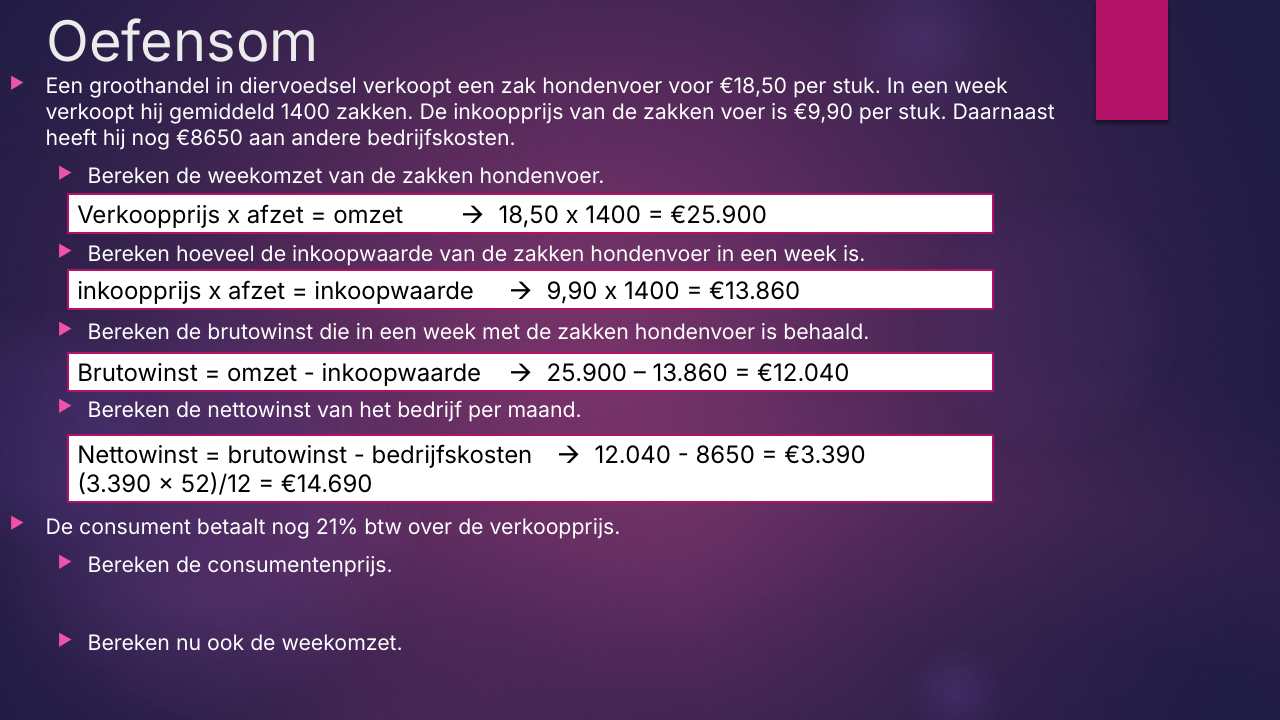 Oefensom
Een groothandel in diervoedsel verkoopt een zak hondenvoer voor €18,50 per stuk. In een week
verkoopt hij gemiddeld 1400 zakken. De inkoopprijs van de zakken voer is €9,90 per stuk. Daarnaast
heeft hij nog €8650 aan andere bedrijfskosten.
Bereken de weekomzet van de zakken hondenvoer.
Verkoopprijs x afzet = omzet → 18,50 x 1400 = €25.900
Bereken hoeveel de inkoopwaarde van de zakken hondenvoer in een week is.
inkoopprijs x afzet = inkoopwaarde → 9,90 x 1400 = €13.860
Bereken de brutowinst die in een week met de zakken hondenvoer is behaald.
Brutowinst = omzet - inkoopwaarde → 25.900 – 13.860 = €12.040
Bereken de nettowinst van het bedrijf per maand.
Nettowinst = brutowinst - bedrijfskosten → 12.040 - 8650 = €3.390
(3.390 × 52)/12 = €14.690
De consument betaalt nog 21% btw over de verkoopprijs.
Bereken de consumentenprijs.
Bereken nu ook de weekomzet.